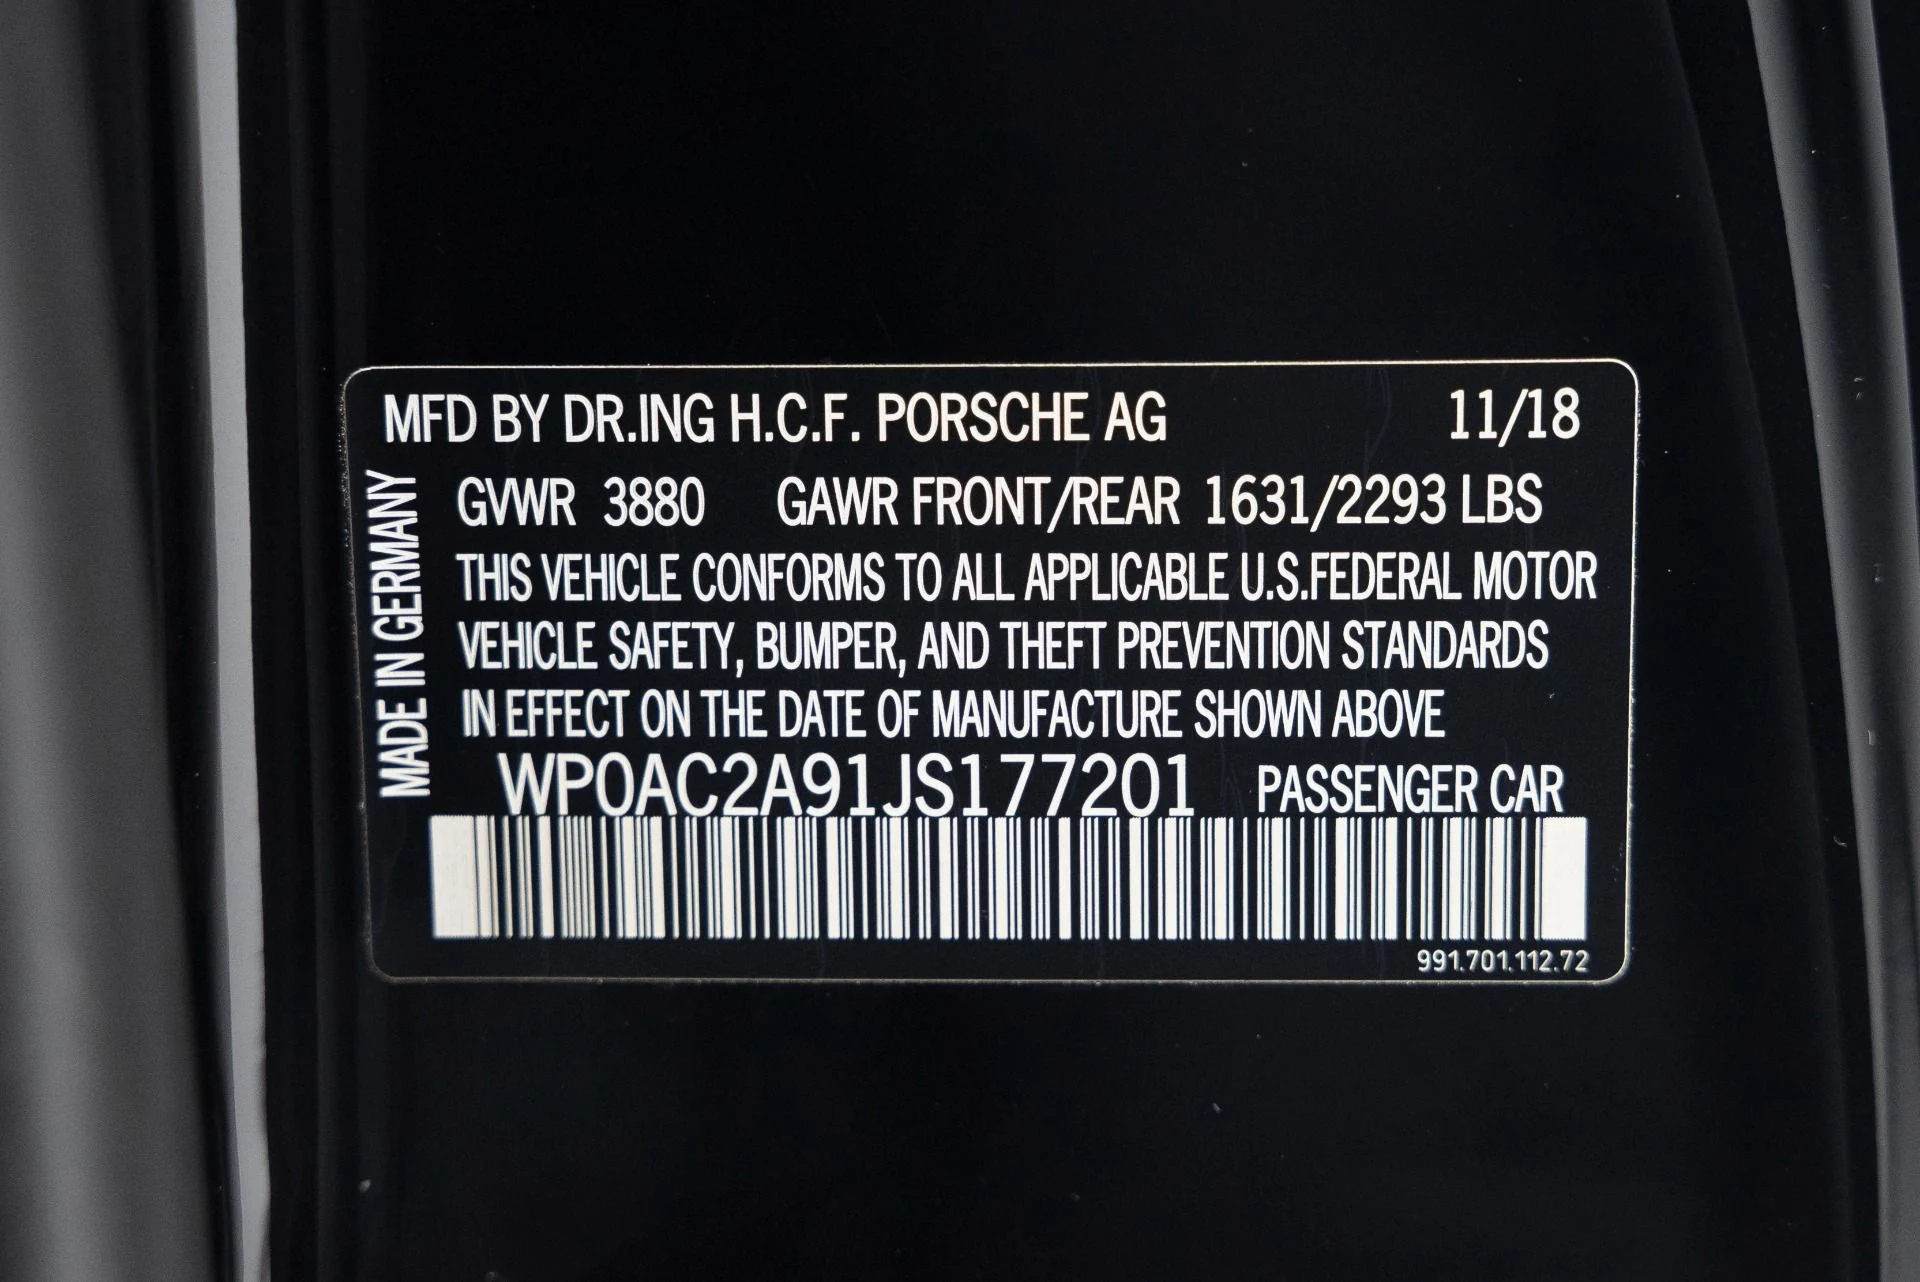 MFD BY DR.ING H.C.F. PORSCHE AG 11/18
MADE IN GERMANY
GVWR 3880 GAWR FRONT/REAR 1631/2293 LBS
THIS VEHICLE CONFORMS TO ALL APPLICABLE U.S.FEDERAL MOTOR
VEHICLE SAFETY, BUMPER, AND THEFT PREVENTION STANDARDS
IN EFFECT ON THE DATE OF MANUFACTURE SHOWN ABOVE
WP0AC2A91JS177201 PASSENGER CAR
991.701.112.72